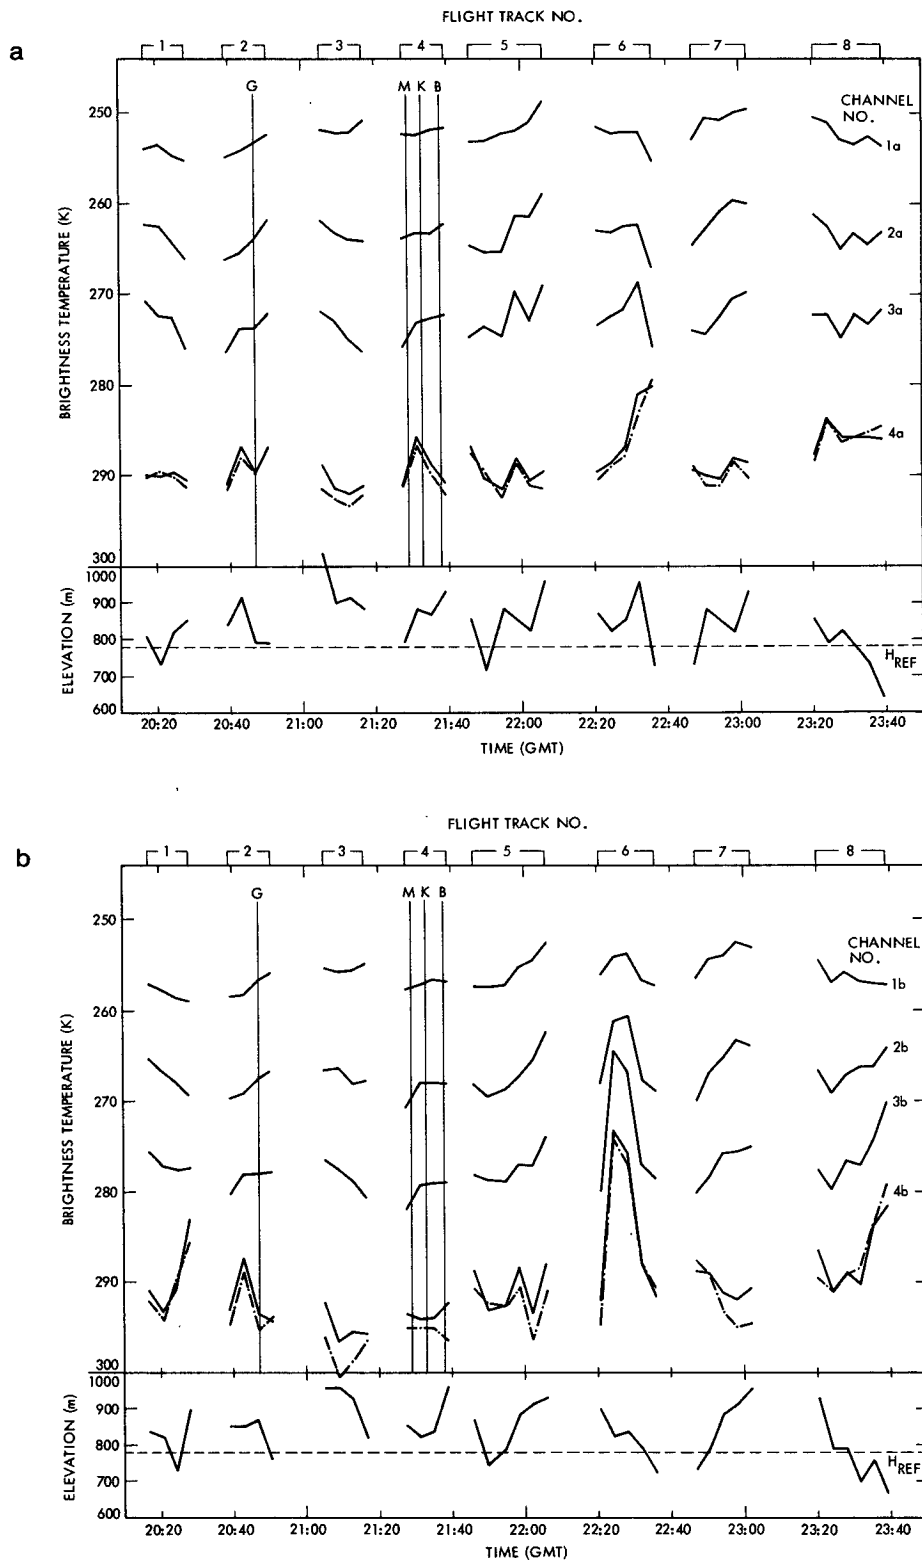 FLIGHT TRACK NO.
a
1 2 3 4 5 6 7 8
G M K B
CHANNEL
NO.
250
1a
260
2a
BRIGHTNESS TEMPERATURE (K)
270
3a
280
4a
290
300
1000
900
ELEVATION (m)
800
HREF
700
600
20:20 20:40 21:00 21:20 21:40 22:00 22:20 22:40 23:00 23:20 23:40
TIME (GMT)
FLIGHT TRACK NO.
b
1 2 3 4 5 6 7 8
G M K B
250
CHANNEL
NO.
1b
260
2b
BRIGHTNESS TEMPERATURE (K)
270
3b
280
4b
290
300
1000
900
ELEVATION (m)
800
HREF
700
600
20:20 20:40 21:00 21:20 21:40 22:00 22:20 22:40 23:00 23:20 23:40
TIME (GMT)